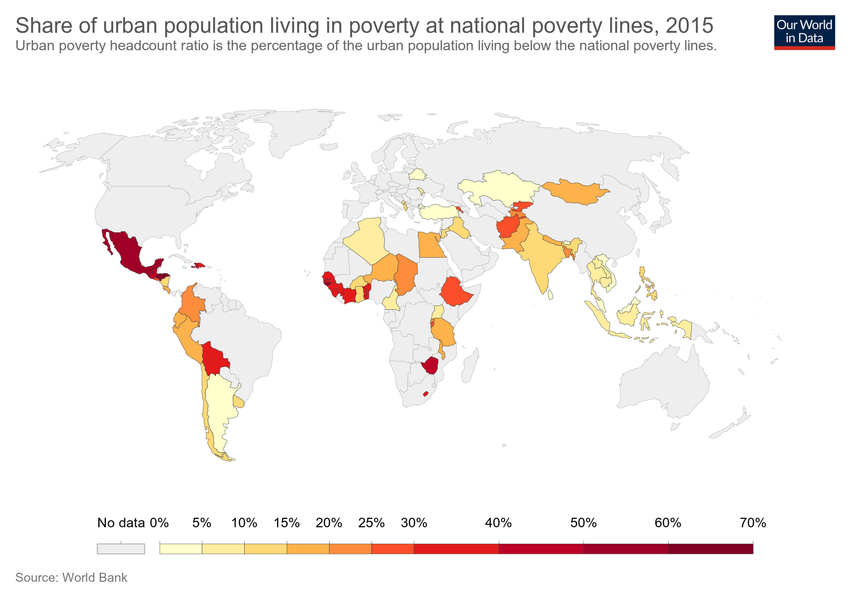 Share of urban population living in poverty at national poverty lines, 2015
Urban poverty headcount ratio is the percentage of the urban population living below the national poverty lines.
Our World
in Data
No data 0% 5% 10% 15% 20% 25% 30% 40% 50% 60% 70%
Source: World Bank